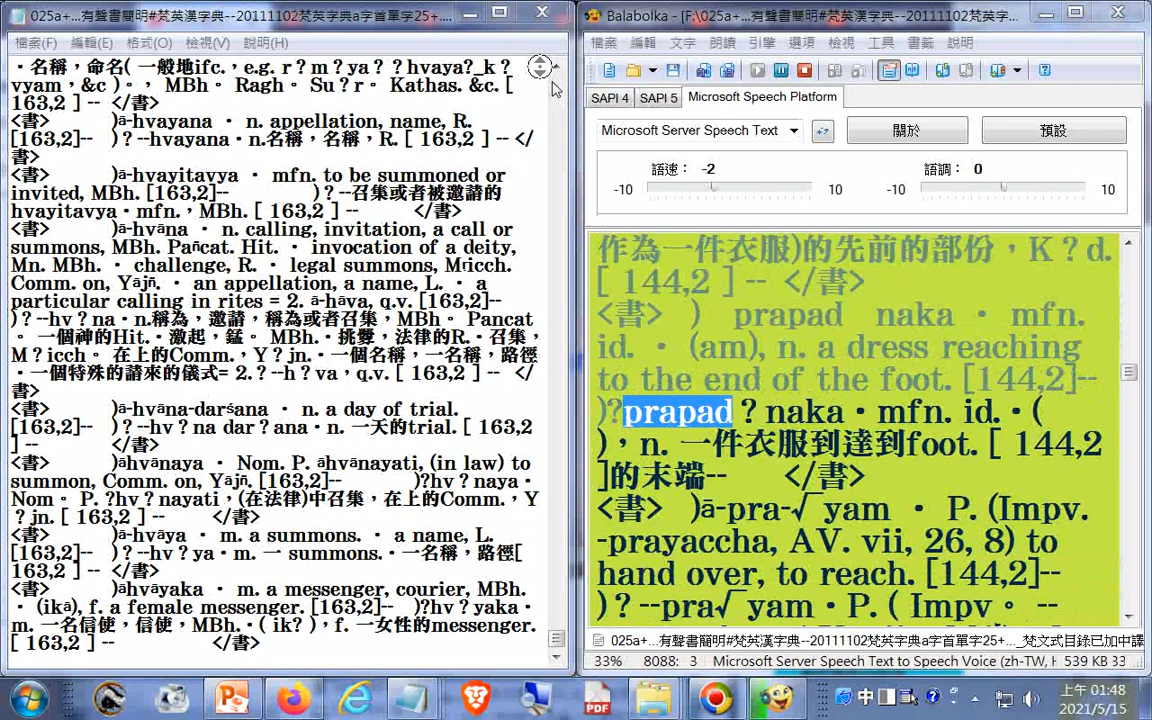 025a+...有聲書簡明#梵英漢字典--20111102梵英字典a字首單字25+...
檔案(F) 編輯(E) 格式(O) 檢視(V) 說明(H)
・名稱，命名( 一般地ifc.，e.g. r？m？ya？？hvaya?_k？
vyam，&c )。， MBh。Ragh。Su？r。Kathas. &c. [
163,2 ] -- </書>
<書> )ā-hvayana ・ n. appellation, name, R.
[163,2]-- )？--hvayana・n.名稱，名稱，R. [ 163,2 ] -- </
書>
<書> )ā-hvayitavya ・ mfn. to be summoned or
invited, MBh. [163,2]-- )？--召集或者被邀請的
hvayitavya・mfn.，MBh. [ 163,2 ] -- </書>
<書> )ā-hvāna ・ n. calling, invitation, a call or
summons, MBh. Pañcat. Hit. ・ invocation of a deity,
Mn. MBh. ・ challenge, R. ・ legal summons, Mṛicch.
Comm. on, Yājñ. ・ an appellation, a name, L. ・ a
particular calling in rites = 2. ā-hāva, q.v. [163,2]--
)？--hv？na・n.稱為，邀請，稱為或者召集，MBh。Pancat
。一個神的Hit.・激起，錳。 MBh.・挑釁，法律的R.・召集，
M？icch。 在上的Comm.，Y？jn.・一個名稱，一名稱，路徑
・一個特殊的請來的儀式= 2.？--h？va，q.v. [ 163,2 ] -- </
書>
<書> )ā-hvāna-darśana ・ n. a day of trial.
[163,2]-- )？--hv？na dar？ana・n. 一天的trial. [ 163,2
] -- </書>
<書> )āhvānaya ・ Nom. P. āhvānayati, (in law) to
summon, Comm. on, Yājñ. [163,2]-- )？hv？naya・
Nom。 P. ？hv？nayati，(在法律)中召集，在上的Comm.，Y
？jn. [ 163,2 ] -- </書>
<書> )ā-hvāya ・ m. a summons. ・ a name, L.
[163,2]-- )？--hv？ya・m. 一 summons.・一名稱，路徑[
163,2 ] -- </書>
<書> )āhvāyaka ・ m. a messenger, courier, MBh.
・ (ikā), f. a female messenger. [163,2]-- )?hv？yaka・
m. 一名信使，信使，MBh.・( ik？)，f. 一女性的messenger.
[ 163,2 ] -- </書>
Balabolka - [F:\025a+...有聲書簡明#梵英漢字典--20111102梵英字...
檔案 編輯 文字 朗讀 引擎 選項 檢視 工具 書籤 說明
SAPI 4 SAPI 5 Microsoft Speech Platform
Microsoft Server Speech Text 關於 預設
語速： -2 語調： 0
-10 10 -10 10
作為一件衣服)的先前的部份，K？d.
[ 144,2 ] -- </書>
<書> ) prapad naka ・ mfn.
id. ・ (am), n. a dress reaching
to the end of the foot. [144,2]--
)?prapad？naka・mfn. id.・(
)，n. 一件衣服到達到foot. [ 144,2
]的末端-- </書>
<書> )ā-pra-√ yam ・ P. (Impv.
-prayaccha, AV. vii, 26, 8) to
hand over, to reach. [144,2]--
)？--pra√ yam・P. ( Impv。 --
025a+...有聲書簡明#梵英漢字典--20111102梵英字典a字首單字25+..._梵文式目錄已加中譯
33% 8088: 3 Microsoft Server Speech Text to Speech Voice (zh-TW, H 539 KB 33
中
上午 01:48
2021/5/15
PDF